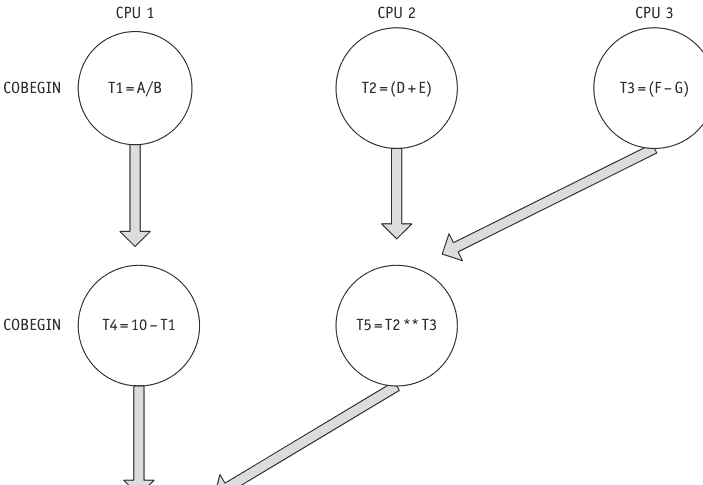 CPU 1 CPU 2 CPU 3
COBEGIN T1=A/B T2=(D+E) T3=(F−G)
COBEGIN T4=10−T1 T5=T2**T3